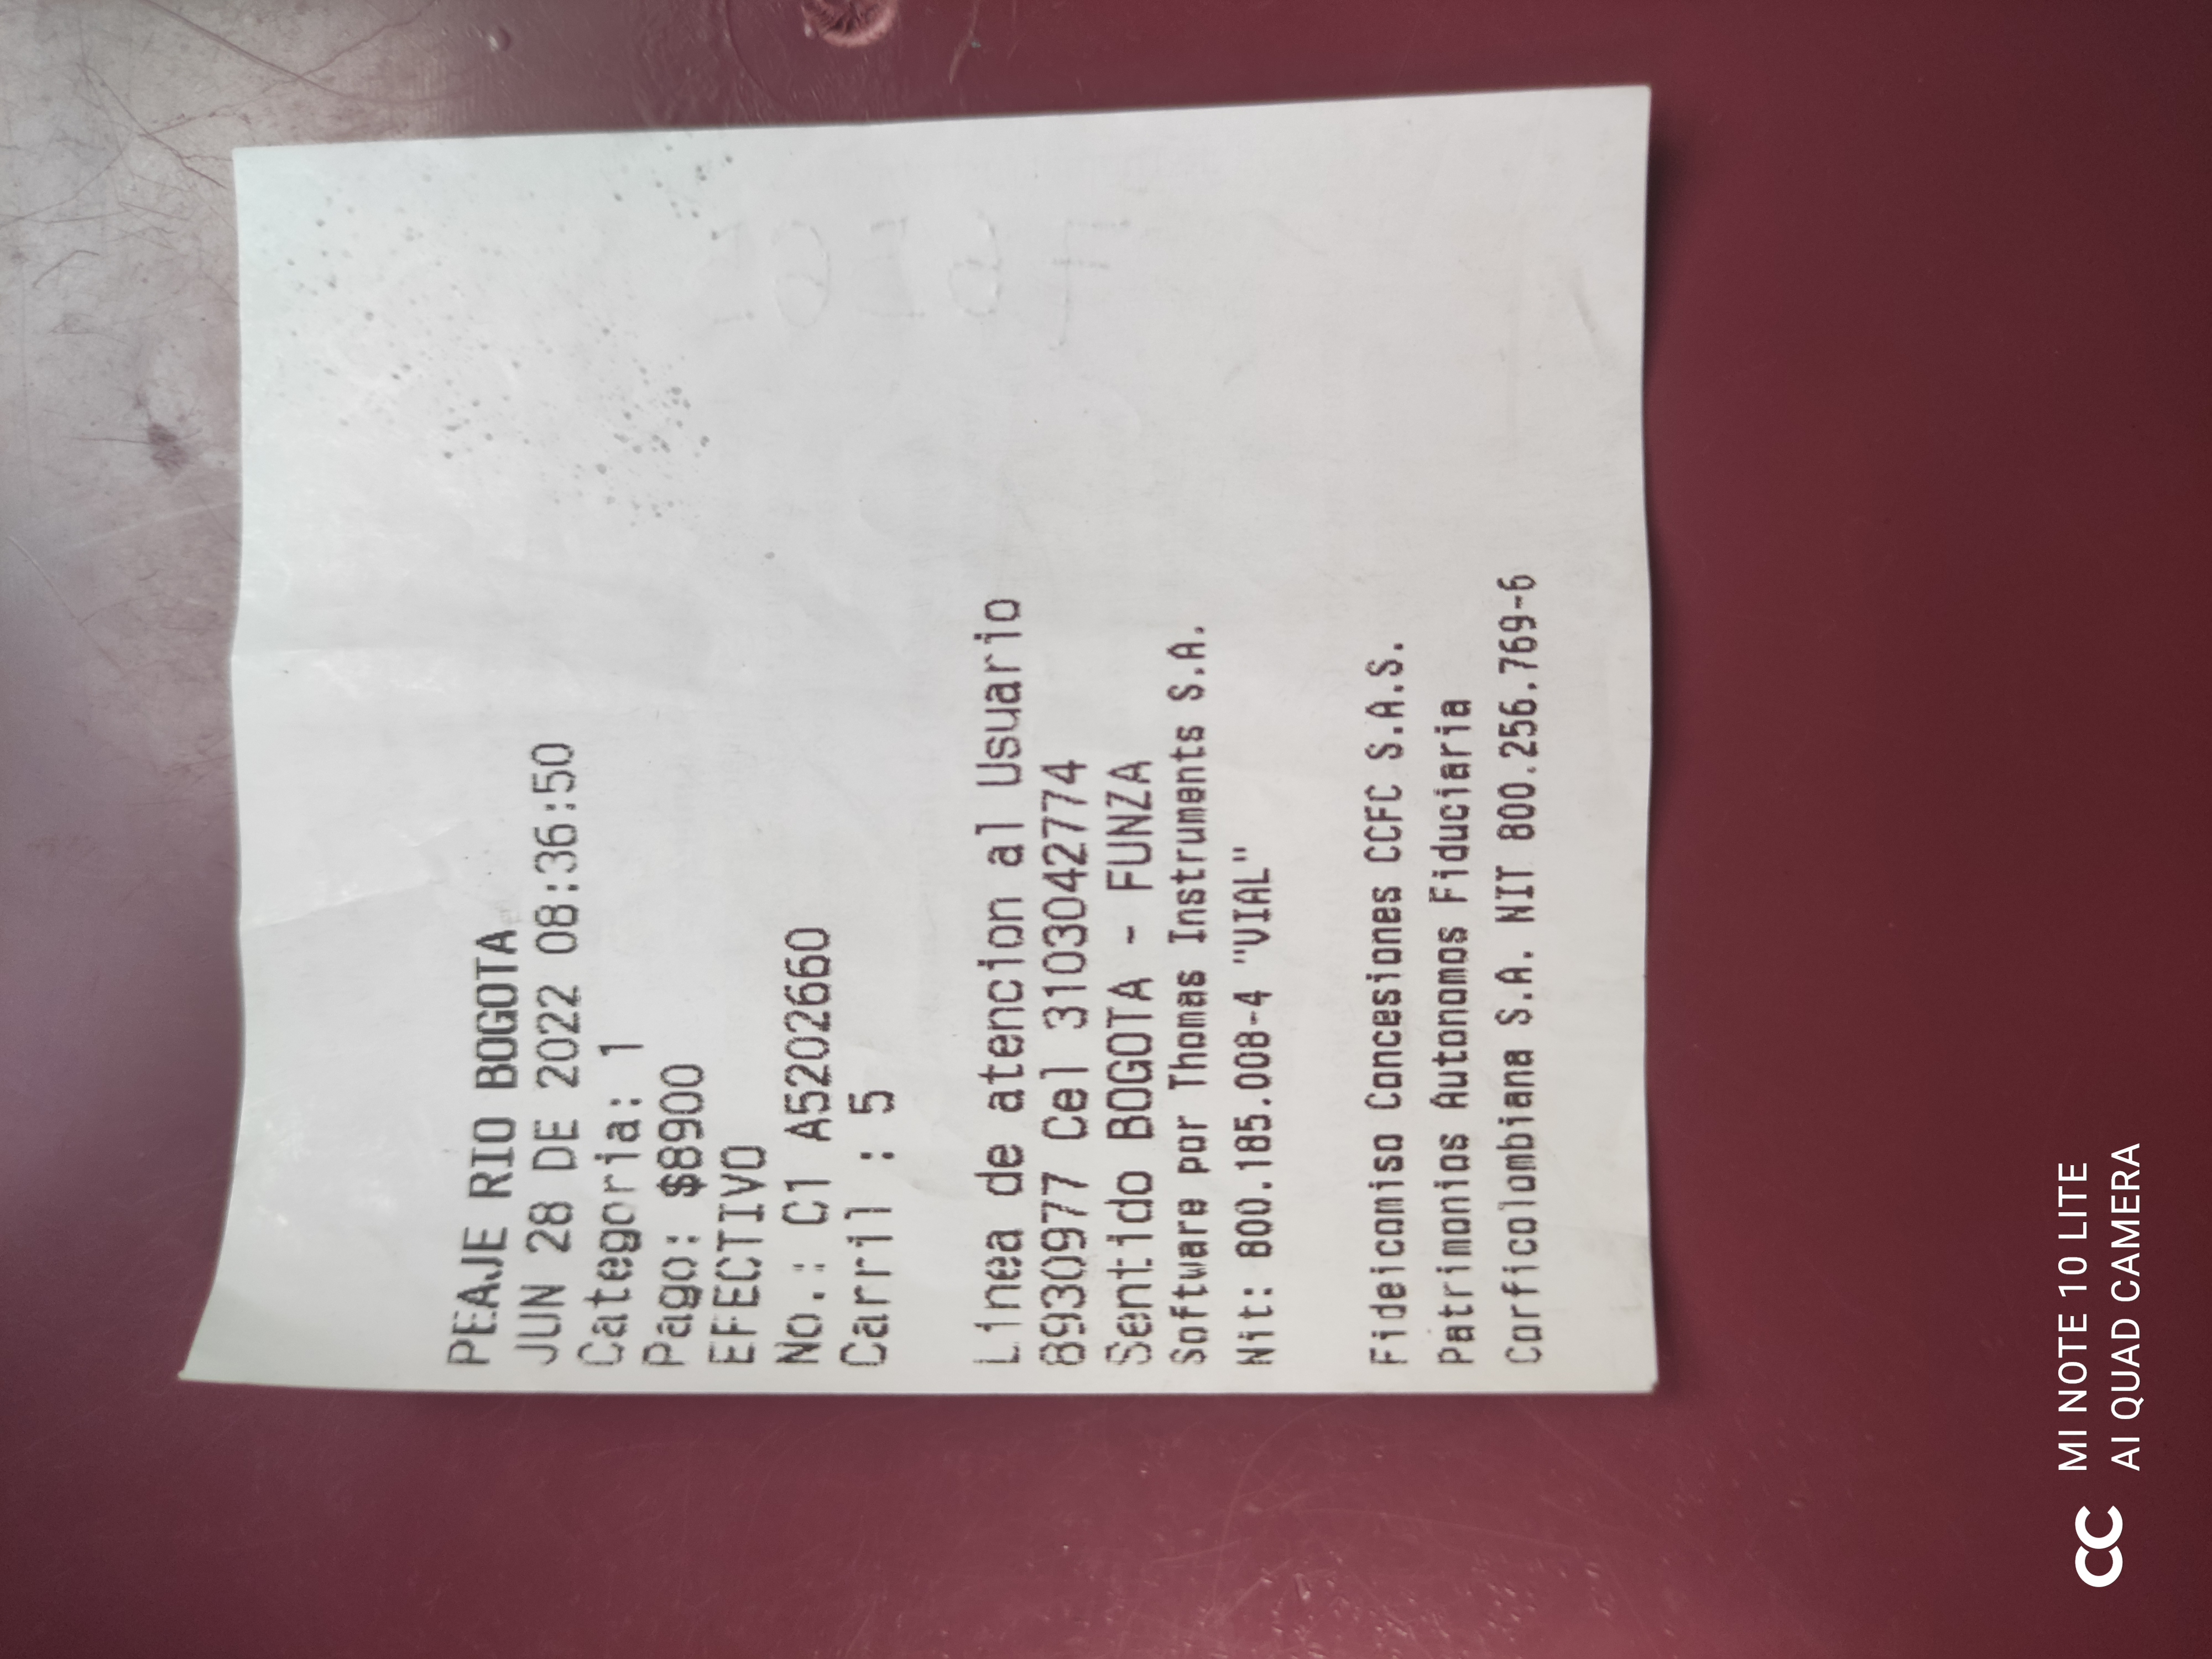 PEAJE RIO BOGOTA
JUN 28 DE 2022 08:36:50
Categoria: 1
Pago: $8900
EFECTIVO
No.: C1 A5202660
Carril : 5
Linea de atencion al Usuario
8930977 Cel 3103042774
Sentido BOGOTA - FUNZA
Software por Thomas Instruments S.A.
Nit: 800.185.008-4 "VIAL"
Fideicomiso Concesiones CCFC S.A.S.
Patrimonios Autonomos Fiduciaria
Corficolombiana S.A. NIT 800.256.769-6
MI NOTE 10 LITE
AI QUAD CAMERA